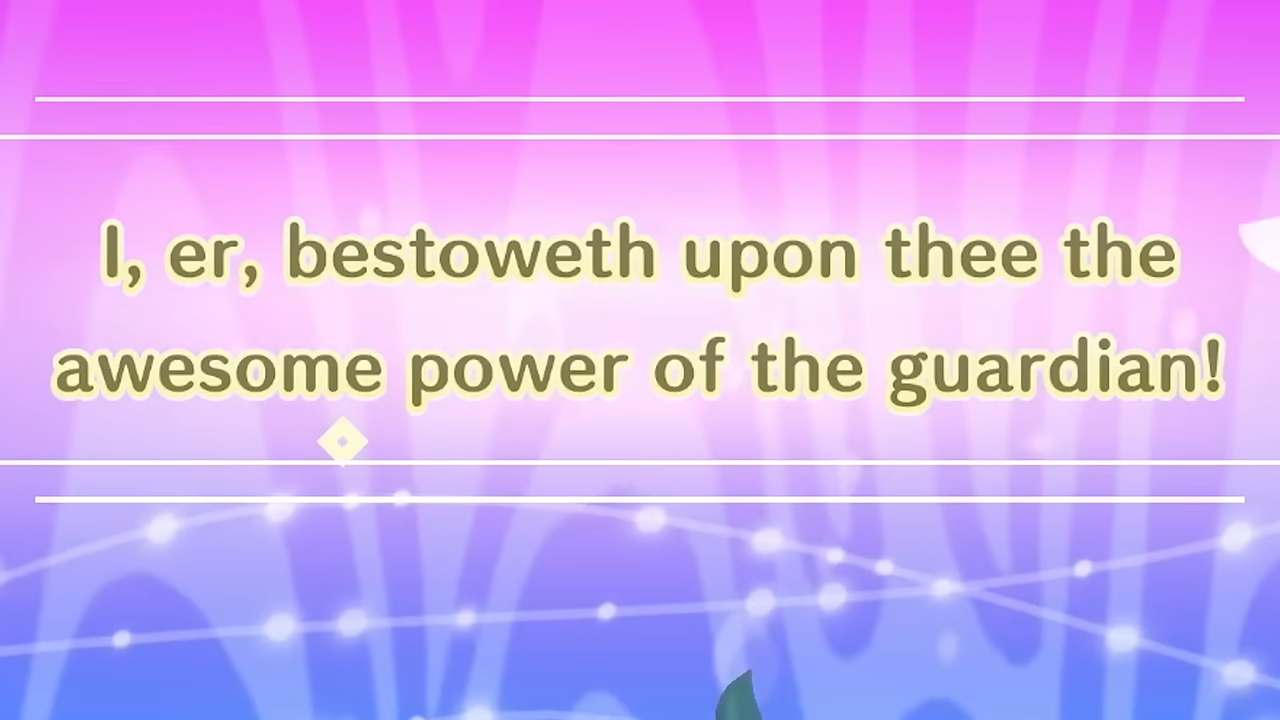 I, er, bestoweth upon thee the
awesome power of the guardian!